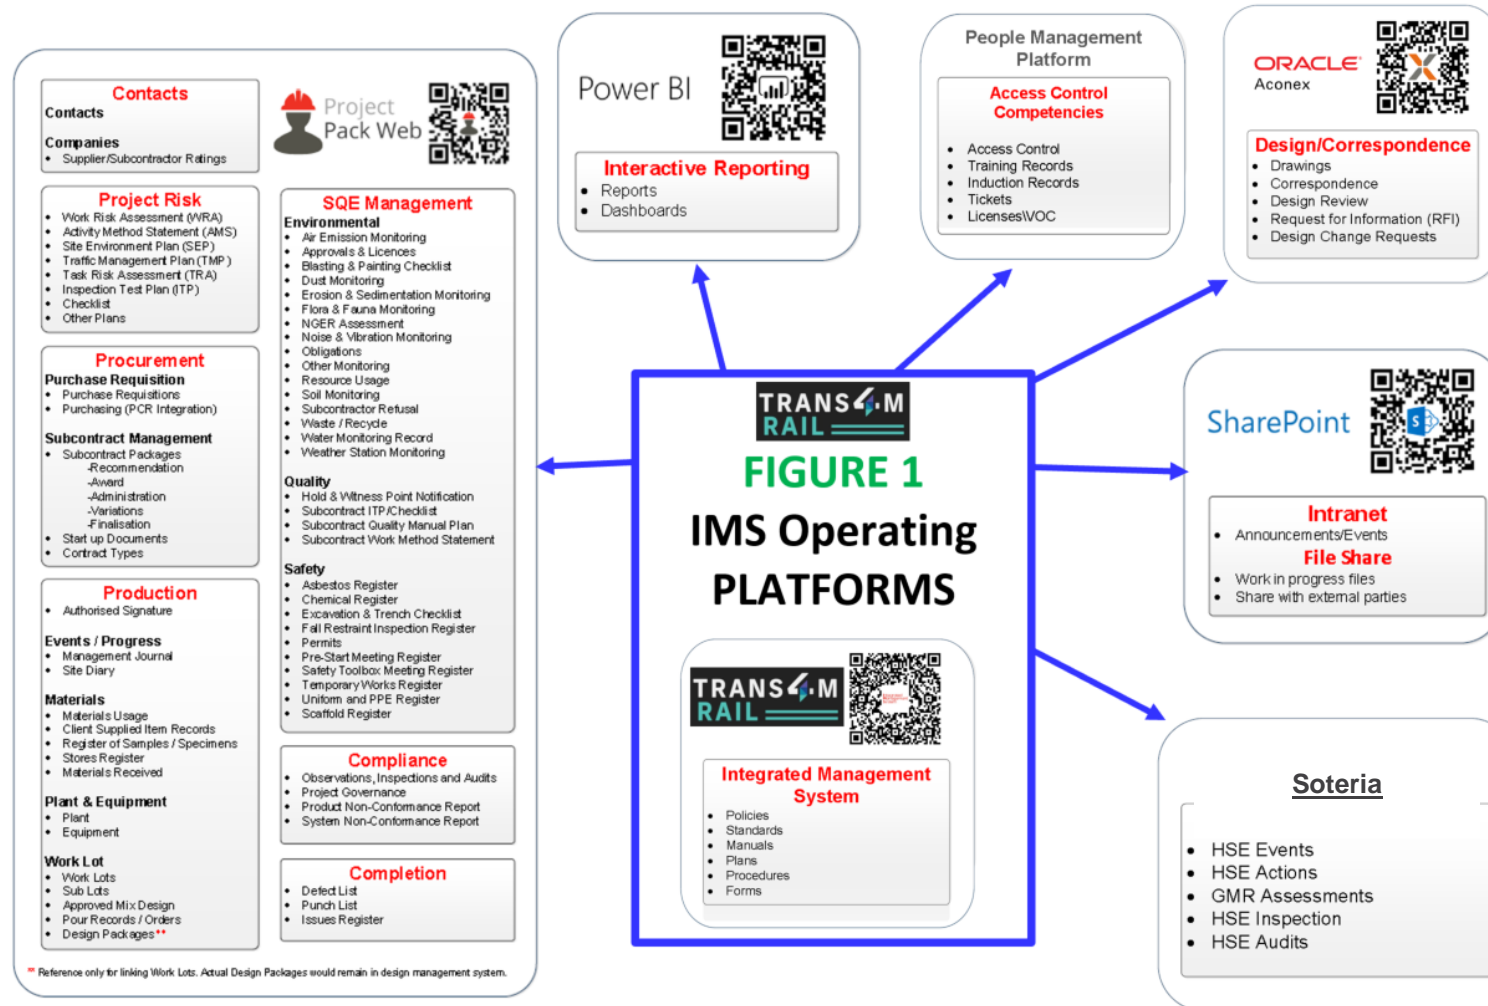 Contacts
Contacts
Companies
• Supplier/Subcontractor Ratings
Project Risk
• Work Risk Assessment (WRA)
• Activity Method Statement (AMS)
• Site Environment Plan (SEP)
• Traffic Management Plan (TMP)
• Task Risk Assessment (TRA)
• Inspection Test Plan (ITP)
• Checklist
• Other Plans
Procurement
Purchase Requisition
• Purchase Requisitions
• Purchasing (PCR Integration)
Subcontract Management
• Subcontract Packages
-Recommendation
-Award
-Administration
-Variations
-Finalisation
• Start up Documents
• Contract Types
Production
• Authorised Signature
Events / Progress
• Management Journal
• Site Diary
Materials
• Materials Usage
• Client Supplied Item Records
• Register of Samples / Specimens
• Stores Register
• Materials Received
Plant & Equipment
• Plant
• Equipment
Work Lot
• Work Lots
• Sub Lots
• Approved Mix Design
• Pour Records / Orders
• Design Packages**
Project
Pack Web
SQE Management
Environmental
• Air Emission Monitoring
• Approvals & Licences
• Blasting & Painting Checklist
• Dust Monitoring
• Erosion & Sedimentation Monitoring
• Flora & Fauna Monitoring
• NGER Assessment
• Noise & Vibration Monitoring
• Obligations
• Other Monitoring
• Resource Usage
• Soil Monitoring
• Subcontractor Refusal
• Waste / Recycle
• Water Monitoring Record
• Weather Station Monitoring
Quality
• Hold & Witness Point Notification
• Subcontract ITP/Checklist
• Subcontract Quality Manual Plan
• Subcontract Work Method Statement
Safety
• Asbestos Register
• Chemical Register
• Excavation & Trench Checklist
• Fall Restraint Inspection Register
• Permits
• Pre-Start Meeting Register
• Safety Toolbox Meeting Register
• Temporary Works Register
• Uniform and PPE Register
• Scaffold Register
Compliance
• Observations, Inspections and Audits
• Project Governance
• Product Non-Conformance Report
• System Non-Conformance Report
Completion
• Defect List
• Punch List
• Issues Register
** Reference only for linking Work Lots. Actual Design Packages would remain in design management system.
Power BI
Interactive Reporting
• Reports
• Dashboards
People Management
Platform
Access Control
Competencies
• Access Control
• Training Records
• Induction Records
• Tickets
• Licenses\VOC
ORACLE
Aconex
Design/Correspondence
• Drawings
• Correspondence
• Design Review
• Request for Information (RFI)
• Design Change Requests
TRANS4M
RAIL
FIGURE 1
IMS Operating
PLATFORMS
TRANS4M
RAIL
Integrated Management
System
• Policies
• Standards
• Manuals
• Plans
• Procedures
• Forms
SharePoint
Intranet
• Announcements/Events
File Share
• Work in progress files
• Share with external parties
Soteria
• HSE Events
• HSE Actions
• GMR Assessments
• HSE Inspection
• HSE Audits